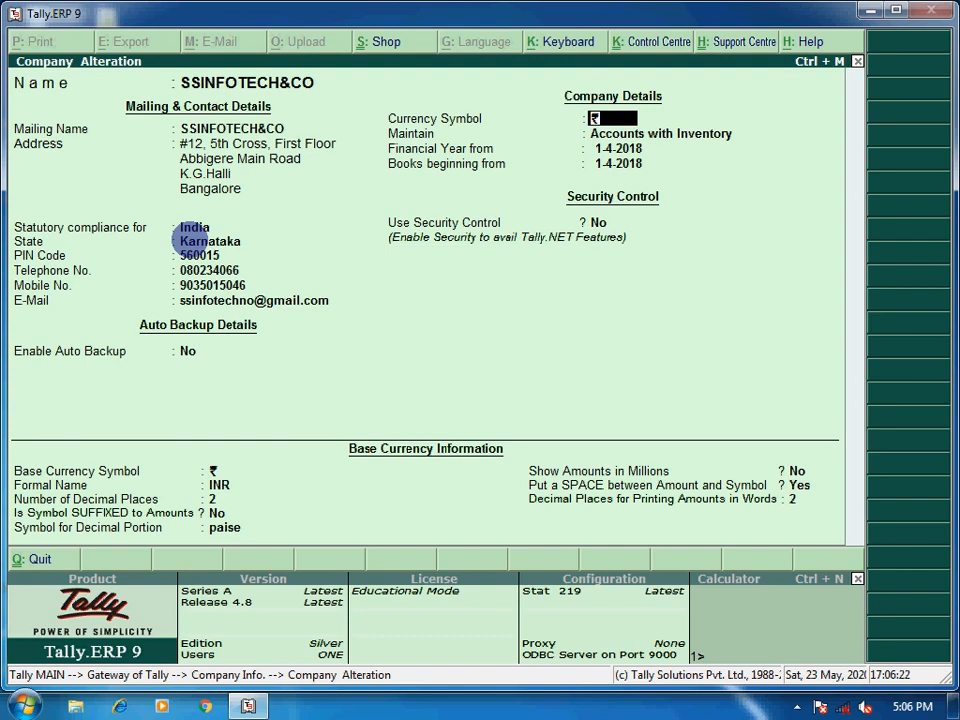 Tally.ERP 9
P: Print E: Export M: E-Mail O: Upload S: Shop G: Language K: Keyboard K: Control Centre H: Support Centre H: Help
Company Alteration Ctrl + M
Name : SSINFOTECH&CO
Mailing & Contact Details
Mailing Name : SSINFOTECH&CO
Address : #12, 5th Cross, First Floor
Abbigere Main Road
K.G.Halli
Bangalore
Statutory compliance for : India
State : Karnataka
PIN Code : 560015
Telephone No. : 080234066
Mobile No. : 9035015046
E-Mail : ssinfotechno@gmail.com
Auto Backup Details
Enable Auto Backup : No
Company Details
Currency Symbol : ₹
Maintain : Accounts with Inventory
Financial Year from : 1-4-2018
Books beginning from : 1-4-2018
Security Control
Use Security Control ? No
(Enable Security to avail Tally.NET Features)
Base Currency Information
Base Currency Symbol : ₹
Formal Name : INR
Number of Decimal Places : 2
Is Symbol SUFFIXED to Amounts ? No
Symbol for Decimal Portion : paise
Show Amounts in Millions ? No
Put a SPACE between Amount and Symbol ? Yes
Decimal Places for Printing Amounts in Words : 2
Q: Quit
Product
Tally
POWER OF SIMPLICITY
Tally.ERP 9
Version
Series A Latest
Release 4.8 Latest
Edition Silver
Users ONE
License
Educational Mode
Configuration
Stat 219 Latest
Proxy None
ODBC Server on Port 9000
Calculator Ctrl + N
1>
Tally MAIN --> Gateway of Tally --> Company Info. --> Company Alteration (c) Tally Solutions Pvt. Ltd., 1988- Sat, 23 May, 2020 17:06:22
5:06 PM